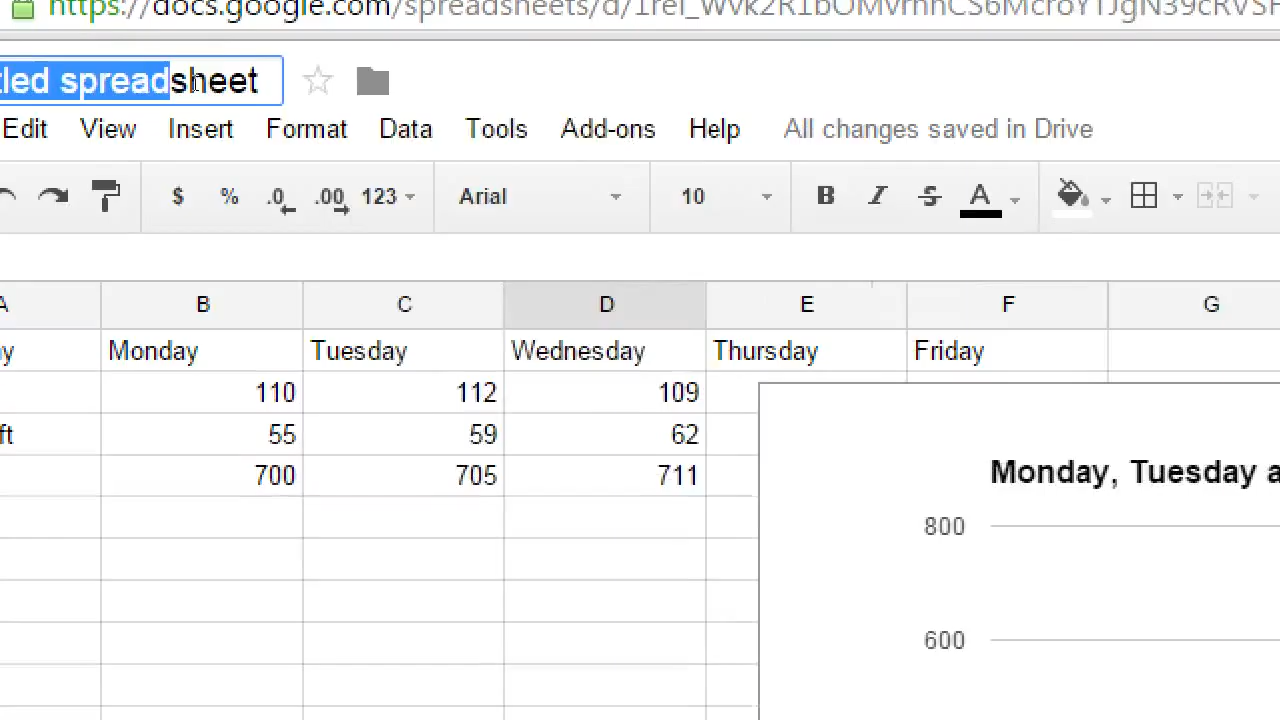 https://docs.google.com/spreadsheets/d/
tled spreadsheet
Edit View Insert Format Data Tools Add-ons Help All changes saved in Drive
$ % .0 .00 123 Arial 10 B I S A
A B C D E F G
y Monday Tuesday Wednesday Thursday Friday
110 112 109
ft 55 59 62
700 705 711
Monday, Tuesday a
800
600